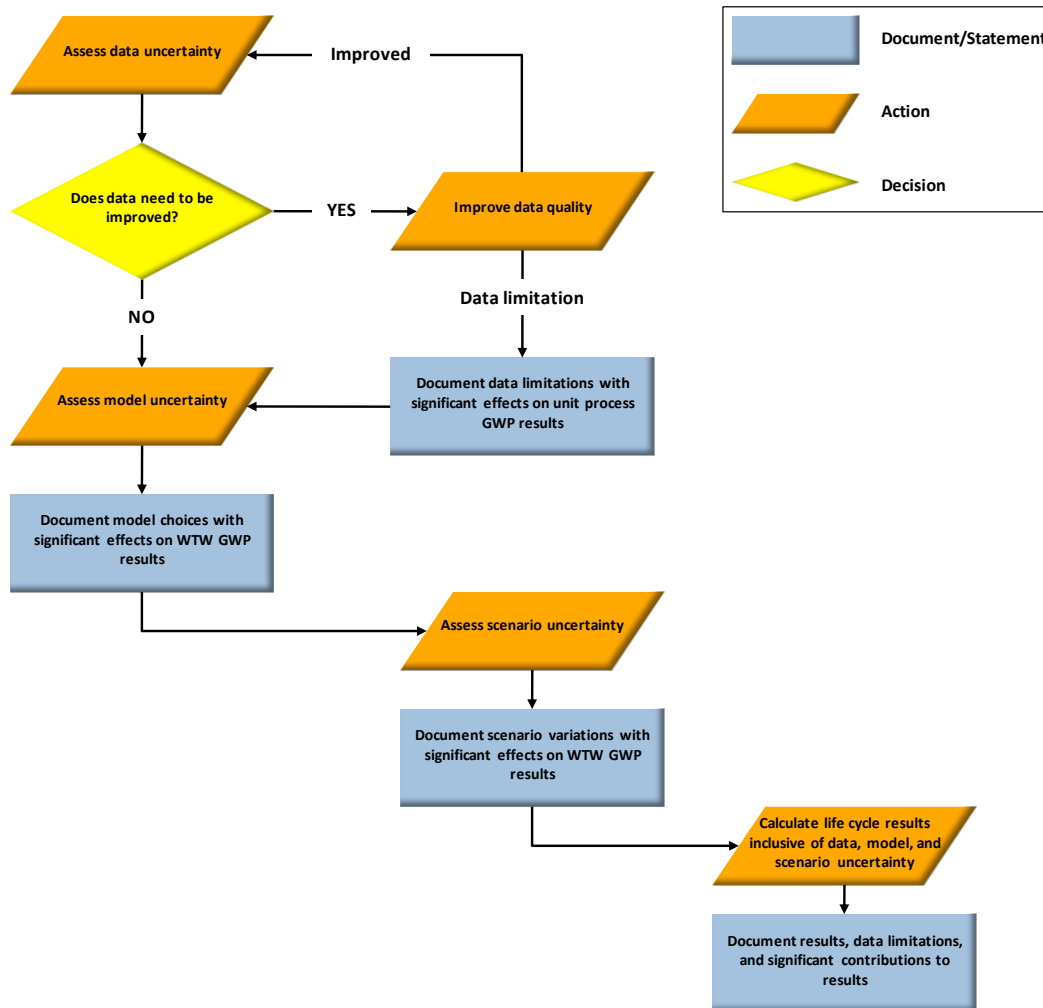 Assess data uncertainty
Improved
Document/Statement
Action
Decision
Does data need to be
improved?
YES
Improve data quality
Data limitation
NO
Assess model uncertainty
Document data limitations with
significant effects on unit process
GWP results
Document model choices with
significant effects on WTW GWP
results
Assess scenario uncertainty
Document scenario variations with
significant effects on WTW GWP
results
Calculate life cycle results
inclusive of data, model, and
scenario uncertainty
Document results, data limitations,
and significant contributions to
results